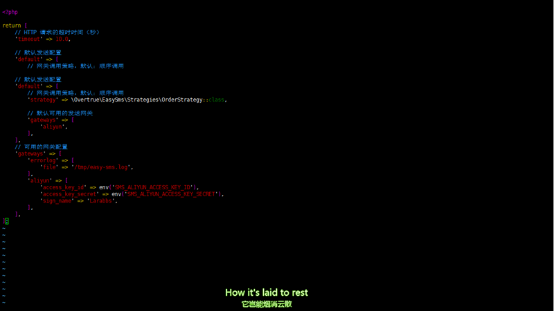 <?php
return [
// HTTP 请求的超时时间（秒）
'timeout' => 10.0,
// 默认发送配置
'default' => [
// 网关调用策略，默认：顺序调用
// 默认发送配置
'default' => [
// 网关调用策略，默认：顺序调用
'strategy' => \Overtrue\EasySms\Strategies\OrderStrategy::class,
// 默认可用的发送网关
'gateways' => [
'aliyun',
],
],
// 可用的网关配置
'gateways' => [
'errorlog' => [
'file' => '/tmp/easy-sms.log',
],
'aliyun' => [
'access_key_id' => env('SMS_ALIYUN_ACCESS_KEY_ID'),
'access_key_secret' => env('SMS_ALIYUN_ACCESS_KEY_SECRET'),
'sign_name' => 'Larabbs',
],
],
~
~
~
~
~
~
~
~
~
~
~
~
How it's laid to rest
它岂能烟消云散